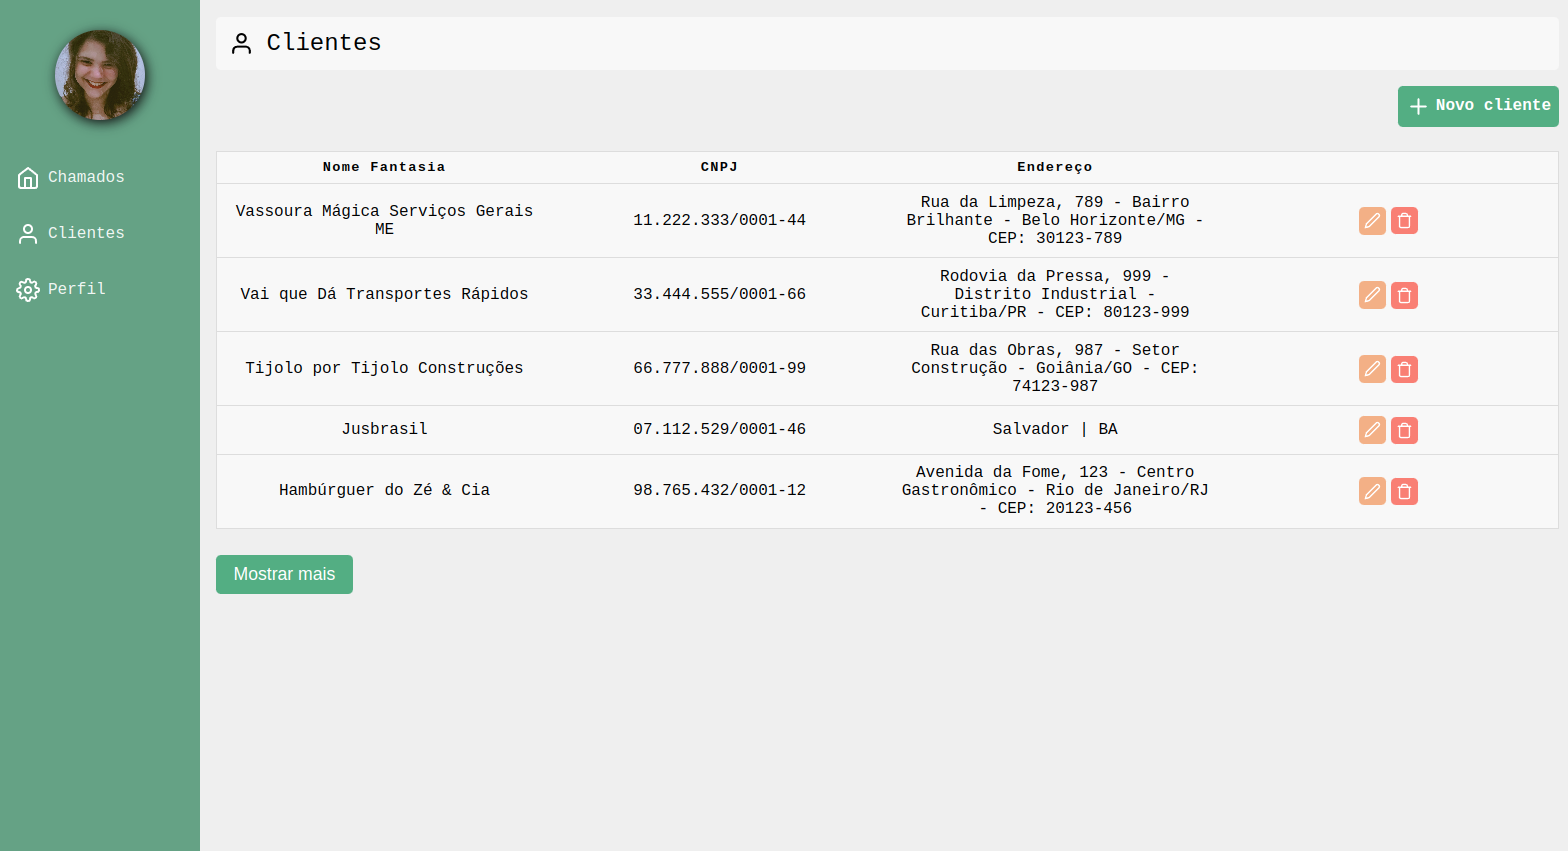 Clientes
Novo cliente
Chamados
Clientes
Perfil
Nome Fantasia CNPJ Endereço
Vassoura Mágica Serviços Gerais
ME
11.222.333/0001-44
Rua da Limpeza, 789 - Bairro
Brilhante - Belo Horizonte/MG -
CEP: 30123-789
Vai que Dá Transportes Rápidos
33.444.555/0001-66
Rodovia da Pressa, 999 -
Distrito Industrial -
Curitiba/PR - CEP: 80123-999
Tijolo por Tijolo Construções
66.777.888/0001-99
Rua das Obras, 987 - Setor
Construção - Goiânia/GO - CEP:
74123-987
Jusbrasil
07.112.529/0001-46
Salvador | BA
Hambúrguer do Zé & Cia
98.765.432/0001-12
Avenida da Fome, 123 - Centro
Gastronômico - Rio de Janeiro/RJ
- CEP: 20123-456
Mostrar mais